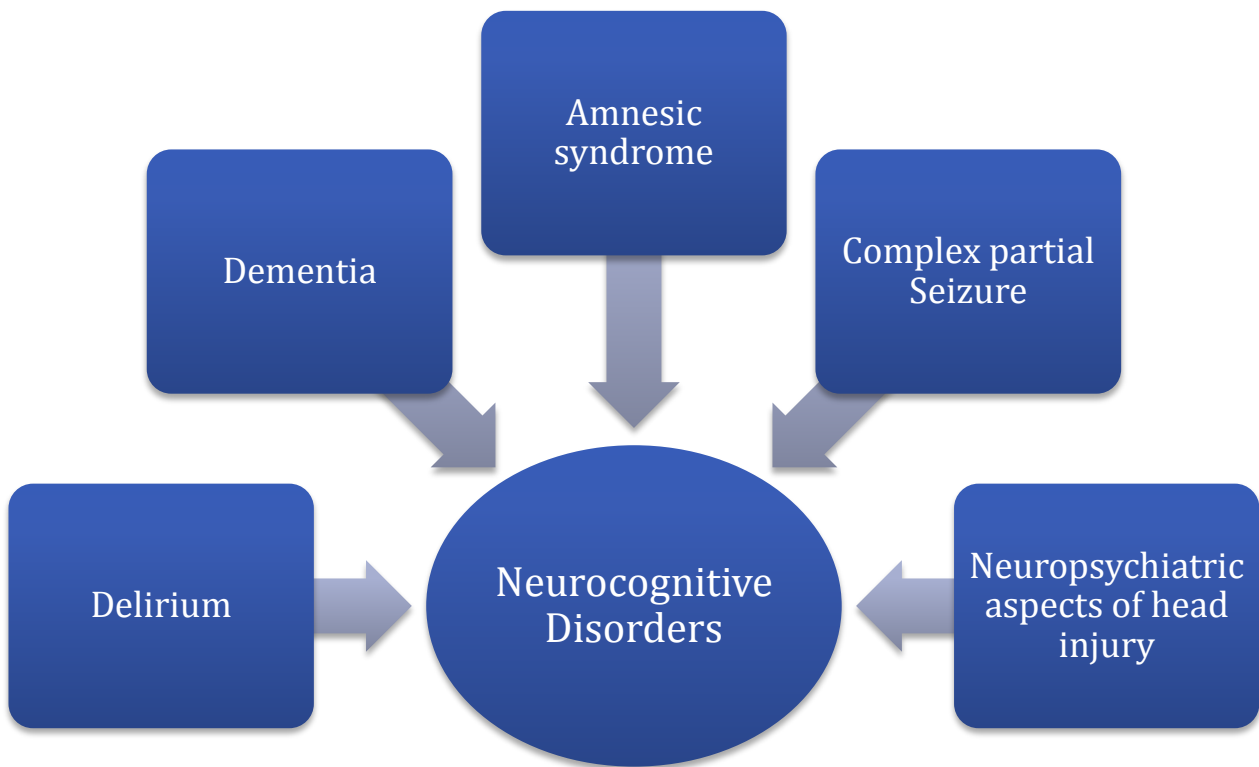 Amnesic
syndrome
Dementia
Complex partial
Seizure
Delirium
Neurocognitive
Disorders
Neuropsychiatric
aspects of head
injury